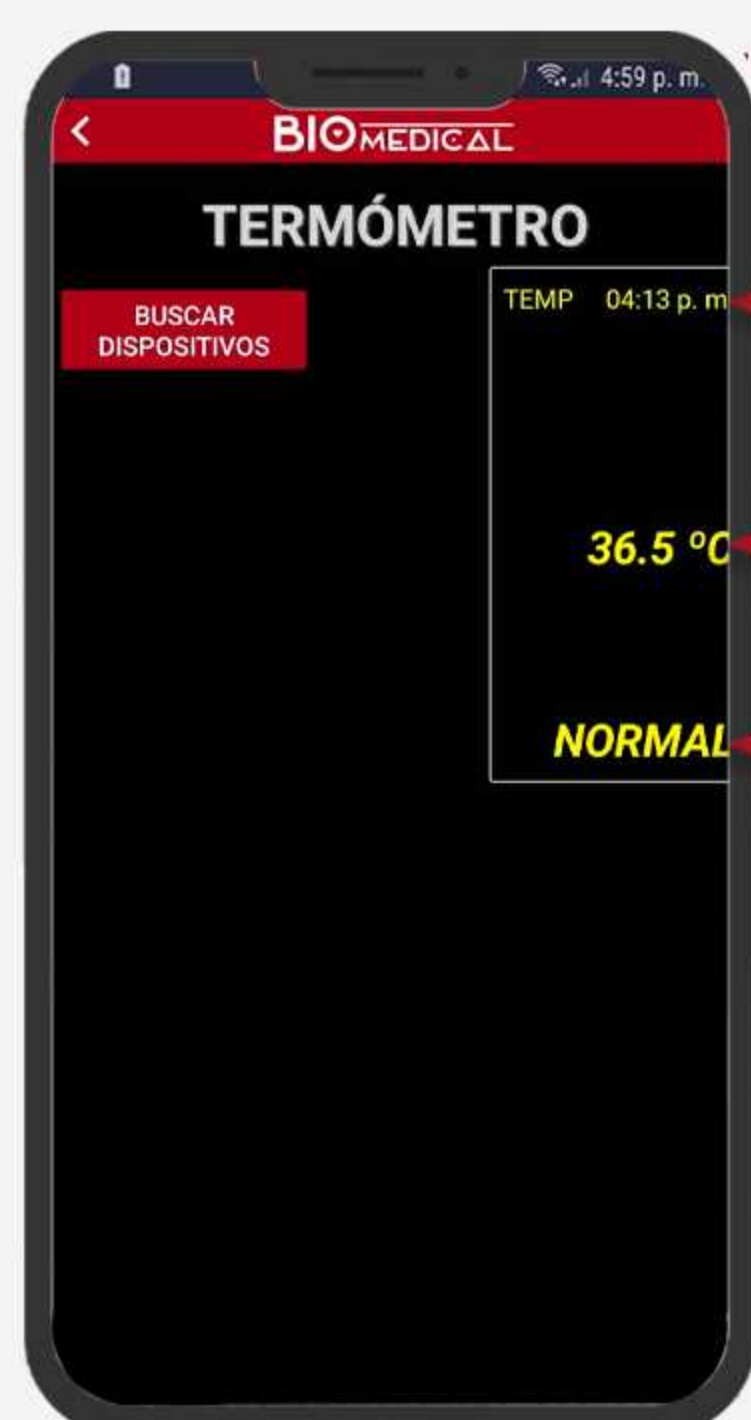 4:59 p. m.
BIOMEDICAL
TERMÓMETRO
BUSCAR
DISPOSITIVOS
TEMP 04:13 p. m
36.5 ºC
NORMAL